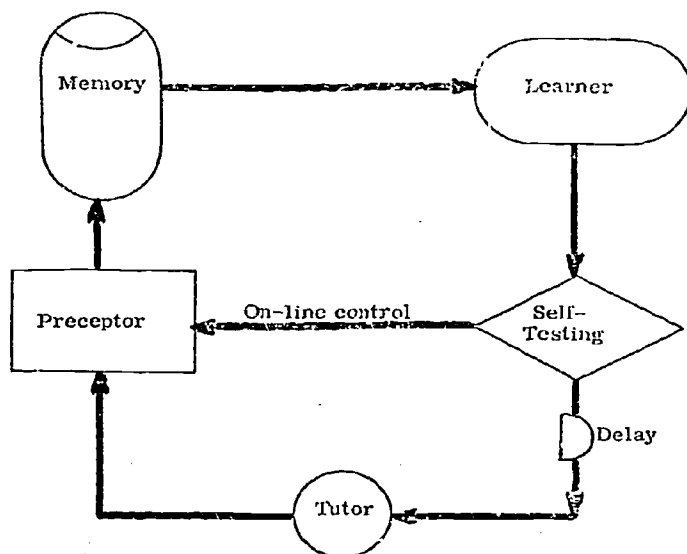 Memory
Learner
On-line control
Preceptor
Self-
Testing
Delay
Tutor